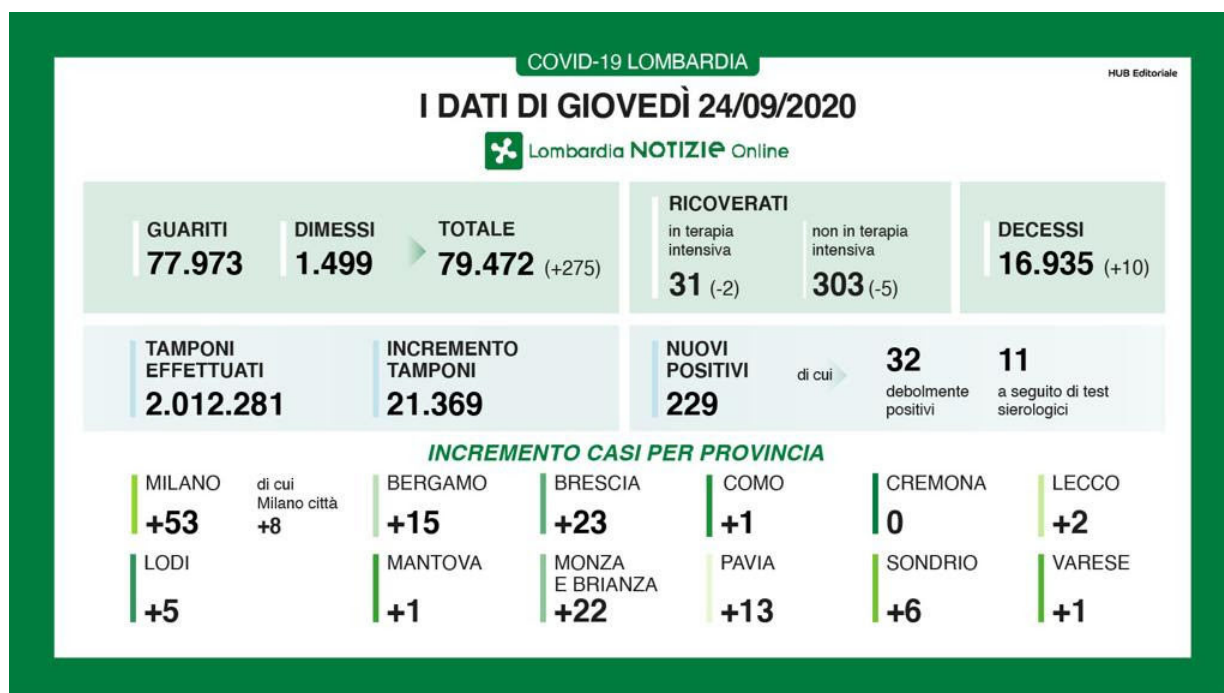 COVID-19 LOMBARDIA
HUB Editoriale
I DATI DI GIOVEDÌ 24/09/2020
Lombardia NOTIZIE Online
GUARITI
77.973
DIMESSI
1.499
TOTALE
79.472 (+275)
RICOVERATI
in terapia
intensiva
31 (-2)
non in terapia
intensiva
303 (-5)
DECESSI
16.935 (+10)
TAMPONI
EFFETTUATI
2.012.281
INCREMENTO
TAMPONI
21.369
NUOVI
POSITIVI
229
di cui
32
debolmente
positivi
11
a seguito di test
sierologici
INCREMENTO CASI PER PROVINCIA
MILANO
+53
di cui
Milano città
+8
BERGAMO
+15
BRESCIA
+23
COMO
+1
CREMONA
0
LECCO
+2
LODI
+5
MANTOVA
+1
MONZA
E BRIANZA
+22
PAVIA
+13
SONDRIO
+6
VARESE
+1